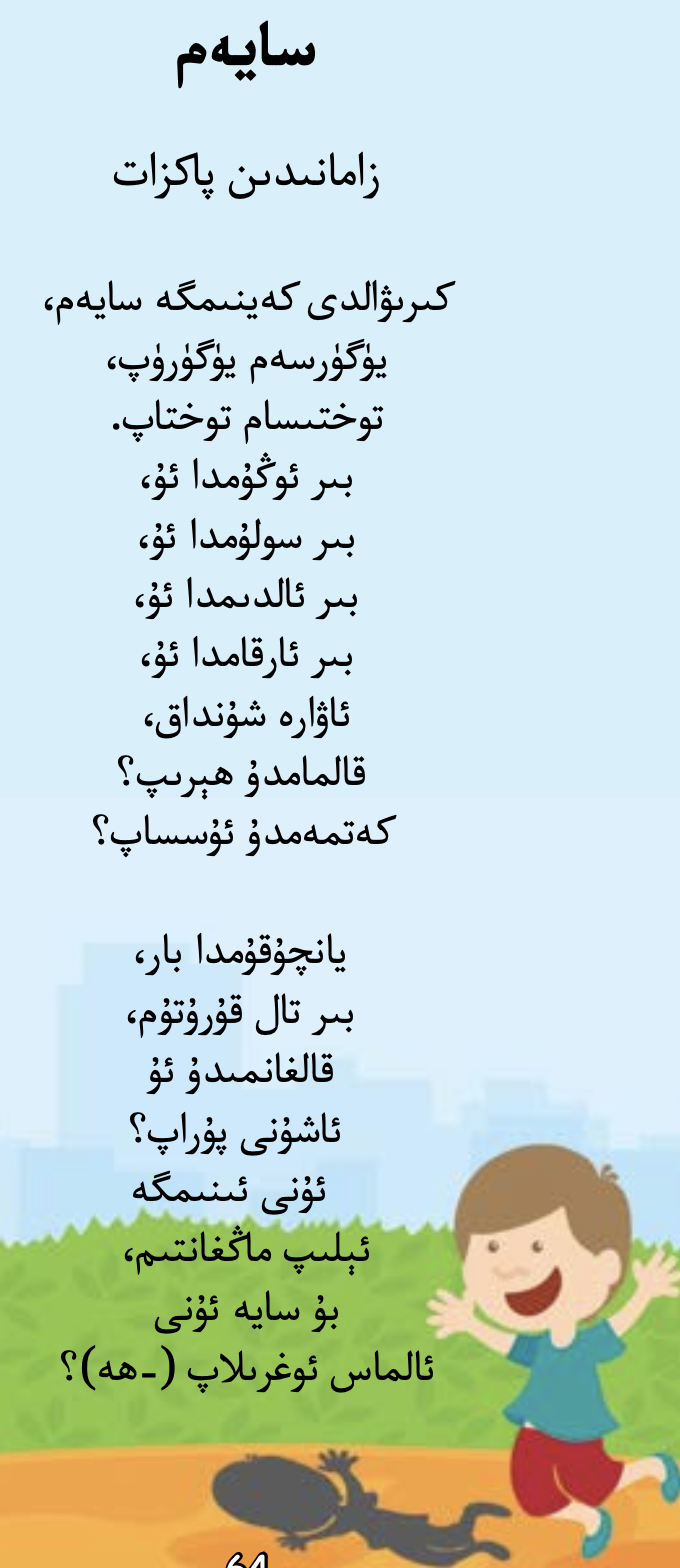 سايەم
زامانىدىن پاكزات
كىرىۋالدى كەينىمگە سايەم،
يۈگۈرسەم يۈگۈرۈپ،
توختىسام توختاپ.
بىر ئوڭۇمدا ئۇ،
بىر سولۇمدا ئۇ،
بىر ئالدىمدا ئۇ،
بىر ئارقامدا ئۇ،
ئاۋارە شۇنداق،
قالمامدۇ ھېرىپ؟
كەتمەمدۇ ئۇسساپ؟
يانچۇقۇمدا بار،
بىر تال قۇرۇتۇم،
قالغانمىدۇ ئۇ
ئاشۇنى پۇراپ؟
ئۇنى ئىنىمگە
ئېلىپ ماڭغانتىم،
بۇ سايە ئۇنى
ئالماس ئوغرىلاپ (-ھە)؟
64